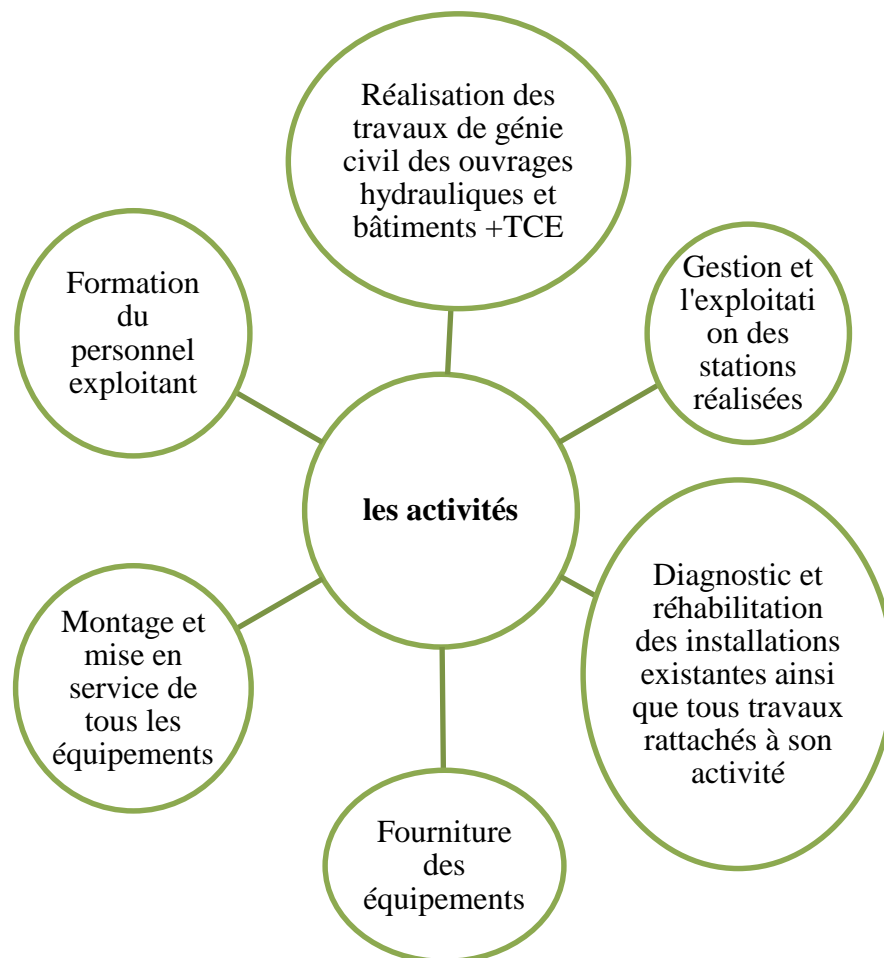 Réalisation des
travaux de génie
civil des ouvrages
hydrauliques et
bâtiments +TCE
Gestion et
l'exploitati
on des
stations
réalisées
Diagnostic et
réhabilitation
des installations
existantes ainsi
que tous travaux
rattachés à son
activité
Fourniture
des
équipements
Montage et
mise en
service de
tous les
équipements
Formation
du
personnel
exploitant
les activités